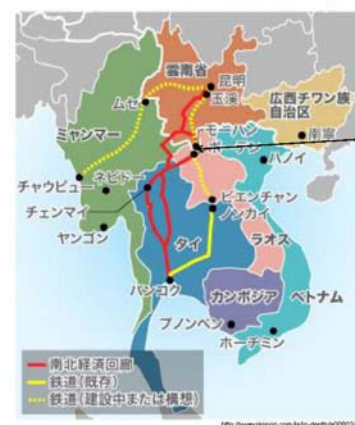 雲南省
昆明
玉渓
ムセ
広西チワン族
自治区
モーハン
ボーテン
南寧
ミャンマー
ハノイ
ネピドー
チャウピュー
ビエンチャン
ノンカイ
チェンマイ
ヤンゴン
タイ
ラオス
バンコク
カンボジア
ベトナム
プノンペン
ホーチミン
南北経済回廊
鉄道（既存）
鉄道（建設中または構想）